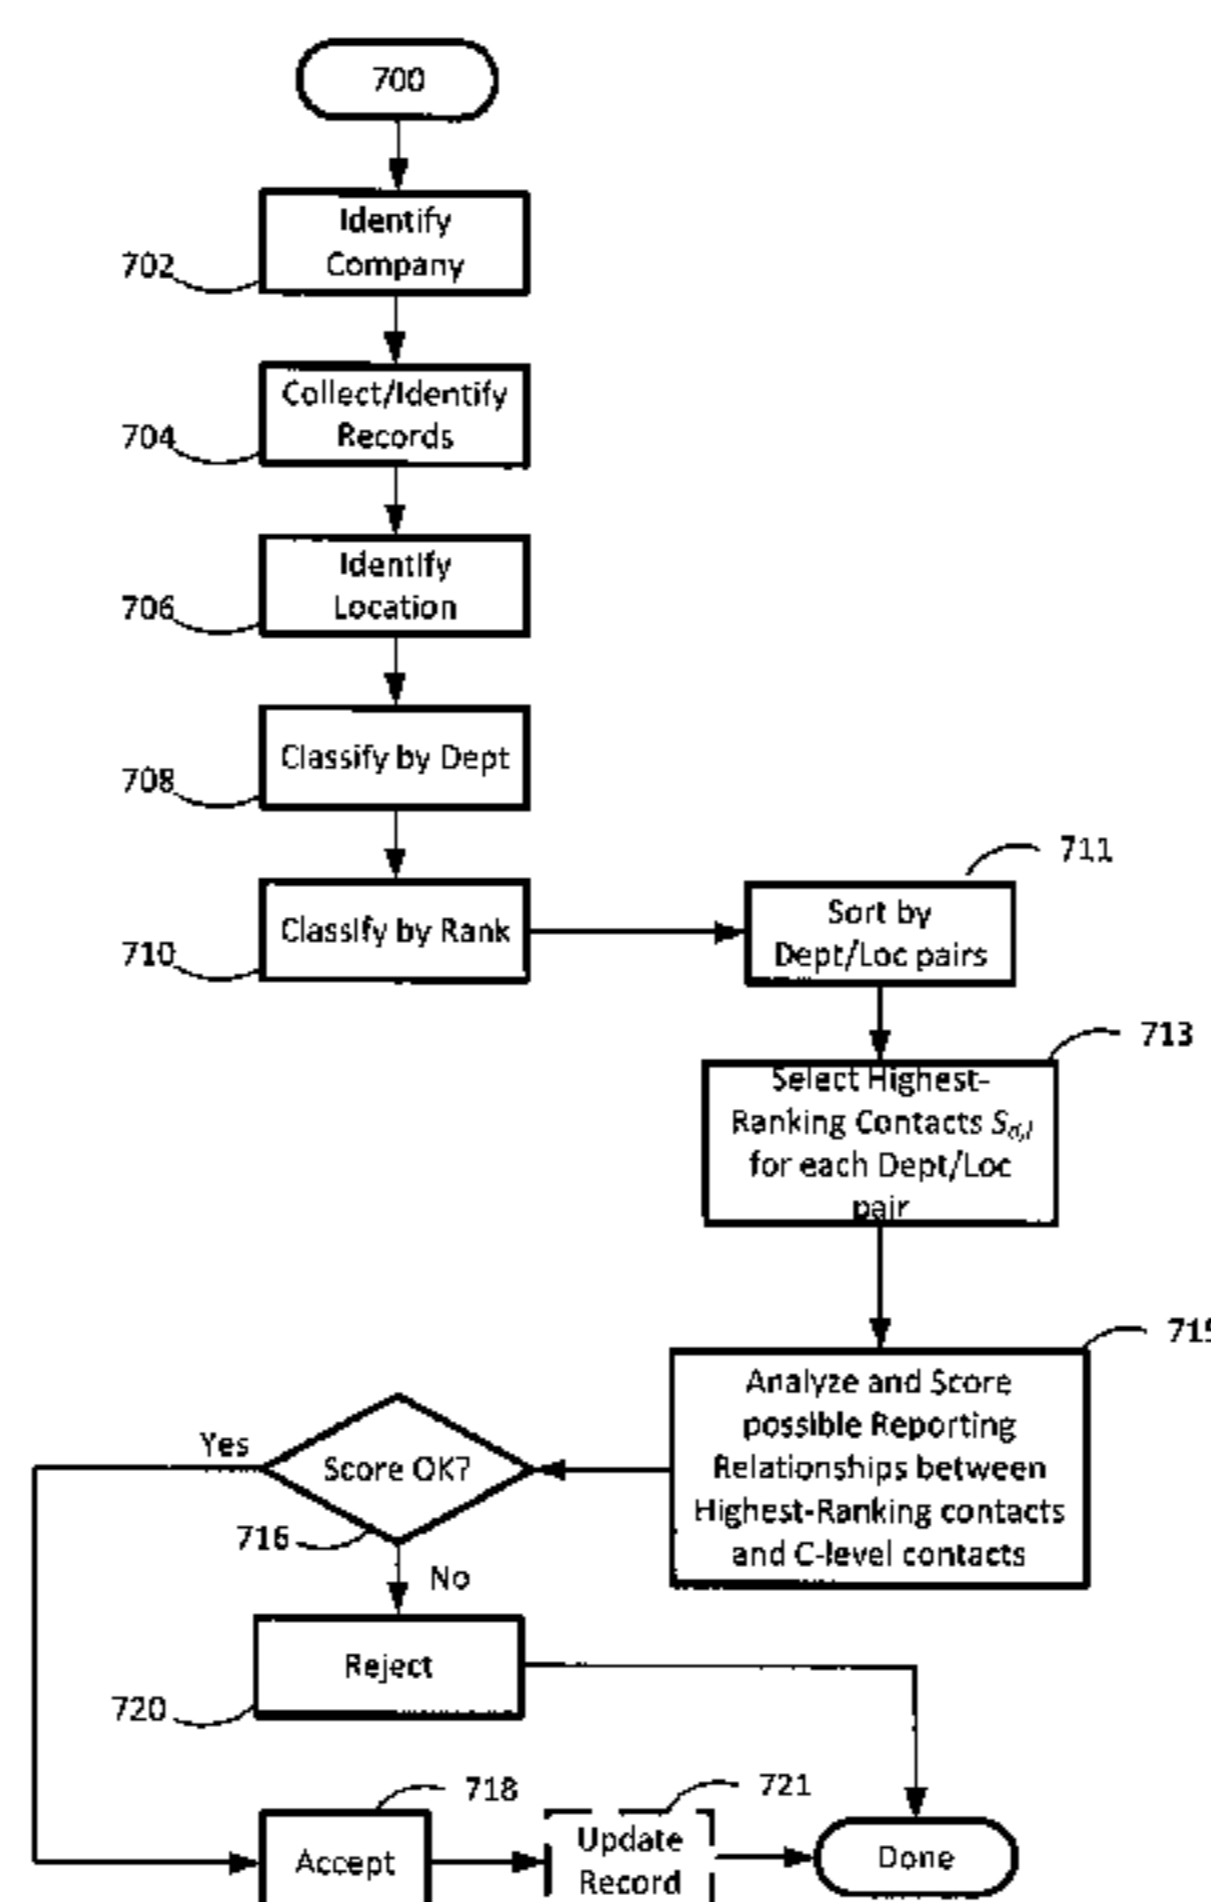 700
Identify
Company
702
Collect/Identify
Records
704
Identify
Location
706
Classify by Dept
708
Classify by Rank
710
711
Sort by
Dept/Loc pairs
713
Select Highest-
Ranking Contacts Sd,l
for each Dept/Loc
pair
715
Analyze and Score
possible Reporting
Relationships between
Highest-Ranking contacts
and C-level contacts
Yes
Score OK?
716
No
Reject
720
718
Accept
721
Update
Record
Done